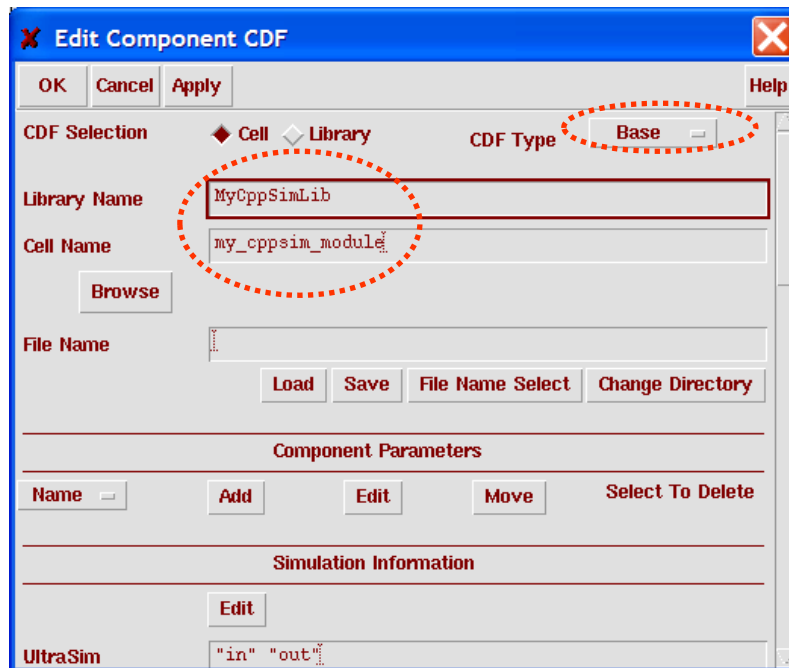 Edit Component CDF
OK Cancel Apply Help
CDF Selection Cell Library CDF Type Base
Library Name MyCppSimLib
Cell Name my_cppsim_module
Browse
File Name
Load Save File Name Select Change Directory
Component Parameters
Name Add Edit Move Select To Delete
Simulation Information
Edit
UltraSim "in" "out"